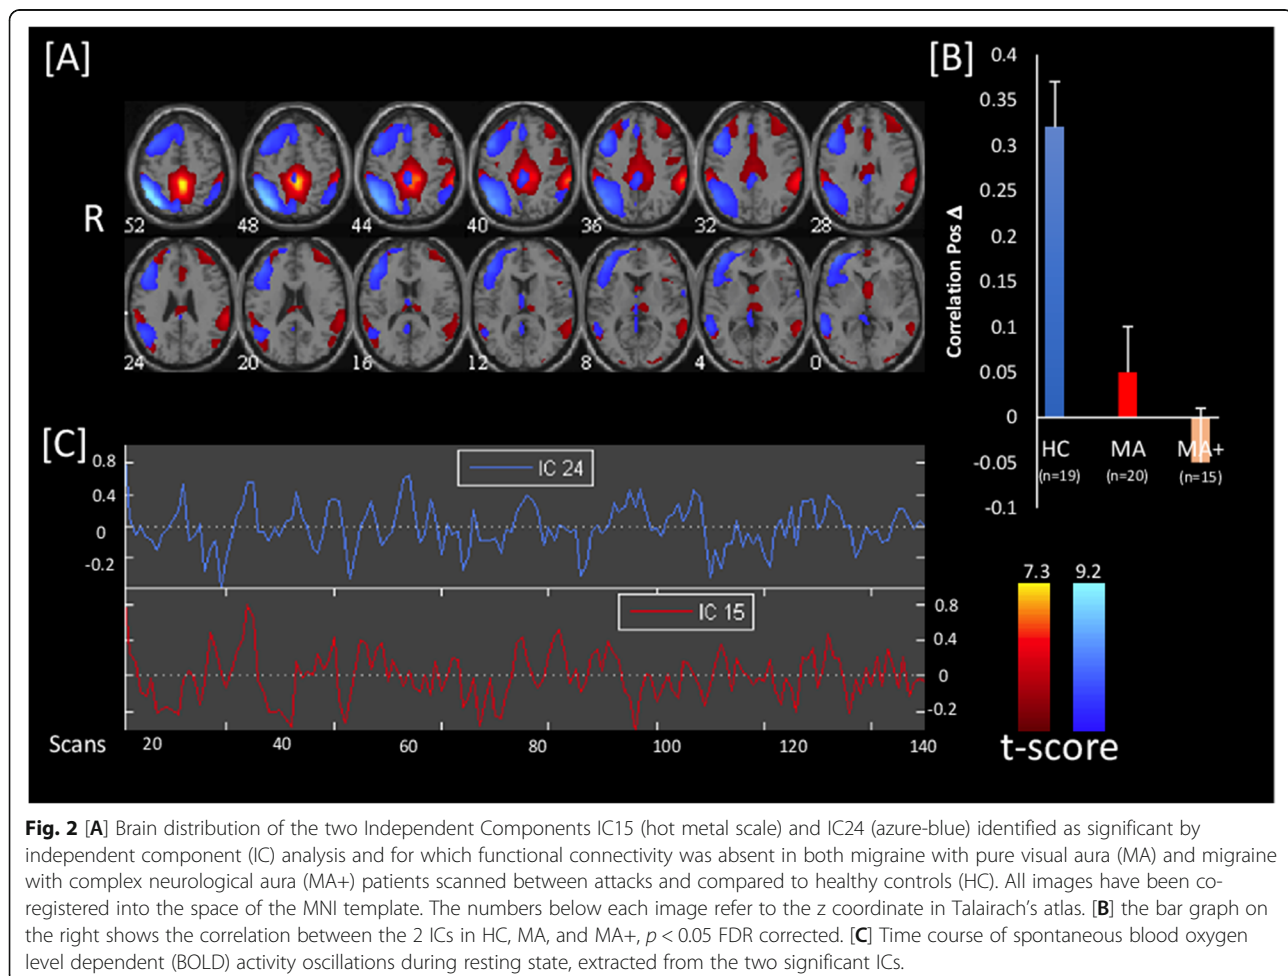 [A]
R
52 48 44 40 36 32 28
24 20 16 12 8 4 0
[B]
Correlation Pos Δ
0.4
0.35
0.3
0.25
0.2
0.15
0.1
0.05
0
-0.05
-0.1
HC MA MA+
(n=19) (n=20) (n=15)
[C]
IC 24
0.8
0.4
0
-0.2
IC 15
0.8
0.4
0
-0.2
Scans 20 40 60 80 100 120 140
7.3 9.2
t-score
Fig. 2 [A] Brain distribution of the two Independent Components IC15 (hot metal scale) and IC24 (azure-blue) identified as significant by
independent component (IC) analysis and for which functional connectivity was absent in both migraine with pure visual aura (MA) and migraine
with complex neurological aura (MA+) patients scanned between attacks and compared to healthy controls (HC). All images have been co-
registered into the space of the MNI template. The numbers below each image refer to the z coordinate in Talairach's atlas. [B] the bar graph on
the right shows the correlation between the 2 ICs in HC, MA, and MA+, p < 0.05 FDR corrected. [C] Time course of spontaneous blood oxygen
level dependent (BOLD) activity oscillations during resting state, extracted from the two significant ICs.